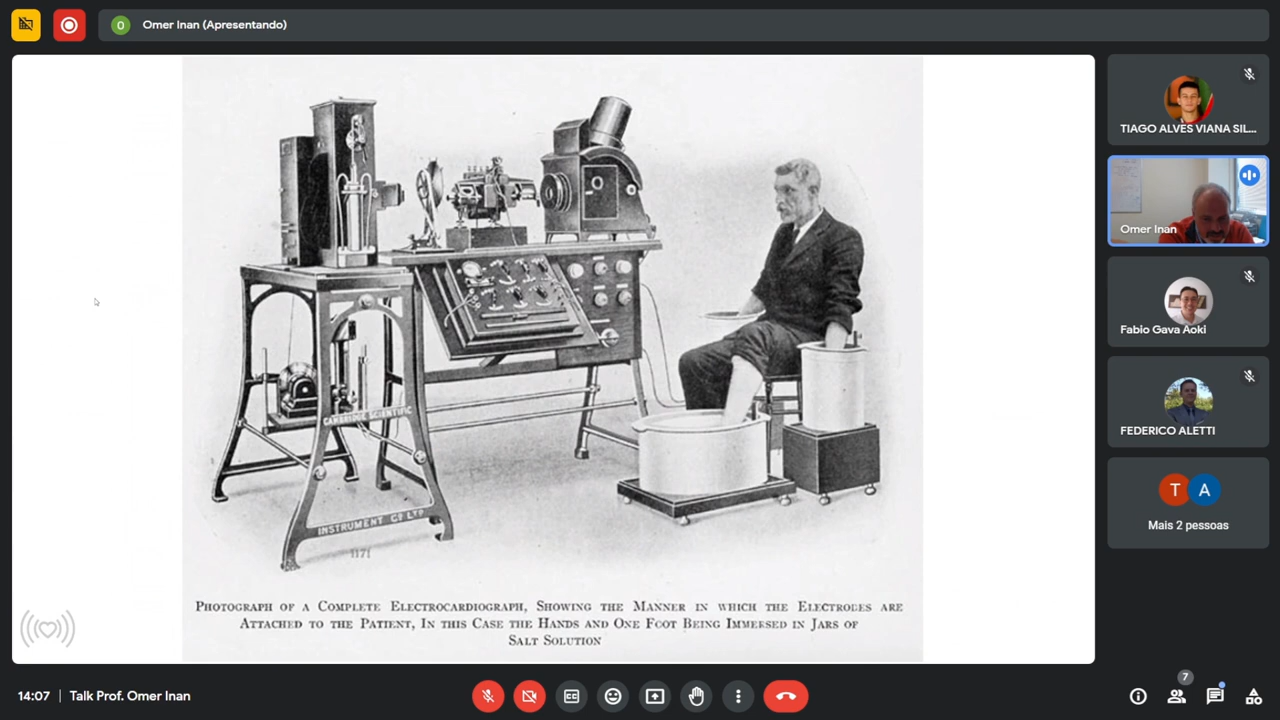 O
Omer Inan (Apresentando)
CAMBRIDGE SCIENTIFIC
INSTRUMENT Co LTD
1171
PHOTOGRAPH OF A COMPLETE ELECTROCARDIOGRAPH, SHOWING THE MANNER IN WHICH THE ELECTRODES ARE
ATTACHED TO THE PATIENT, IN THIS CASE THE HANDS AND ONE FOOT BEING IMMERSED IN JARS OF
SALT SOLUTION
TIAGO ALVES VIANA SIL...
Omer Inan
Fabio Gava Aoki
FEDERICO ALETTI
T A
Mais 2 pessoas
14:07 | Talk Prof. Omer Inan
CC
7